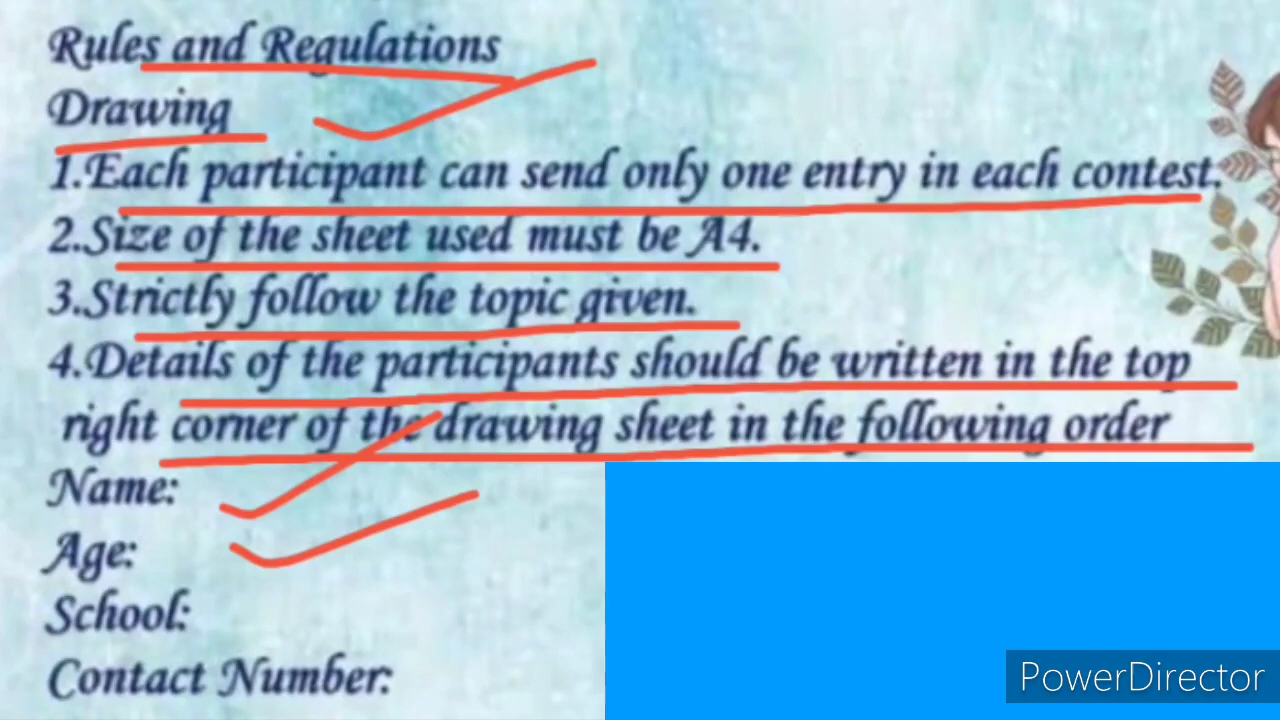 Rules and Regulations
Drawing
1.Each participant can send only one entry in each contest.
2.Size of the sheet used must be A4.
3.Strictly follow the topic given.
4.Details of the participants should be written in the top
right corner of the drawing sheet in the following order
Name:
Age:
School:
Contact Number:
PowerDirector